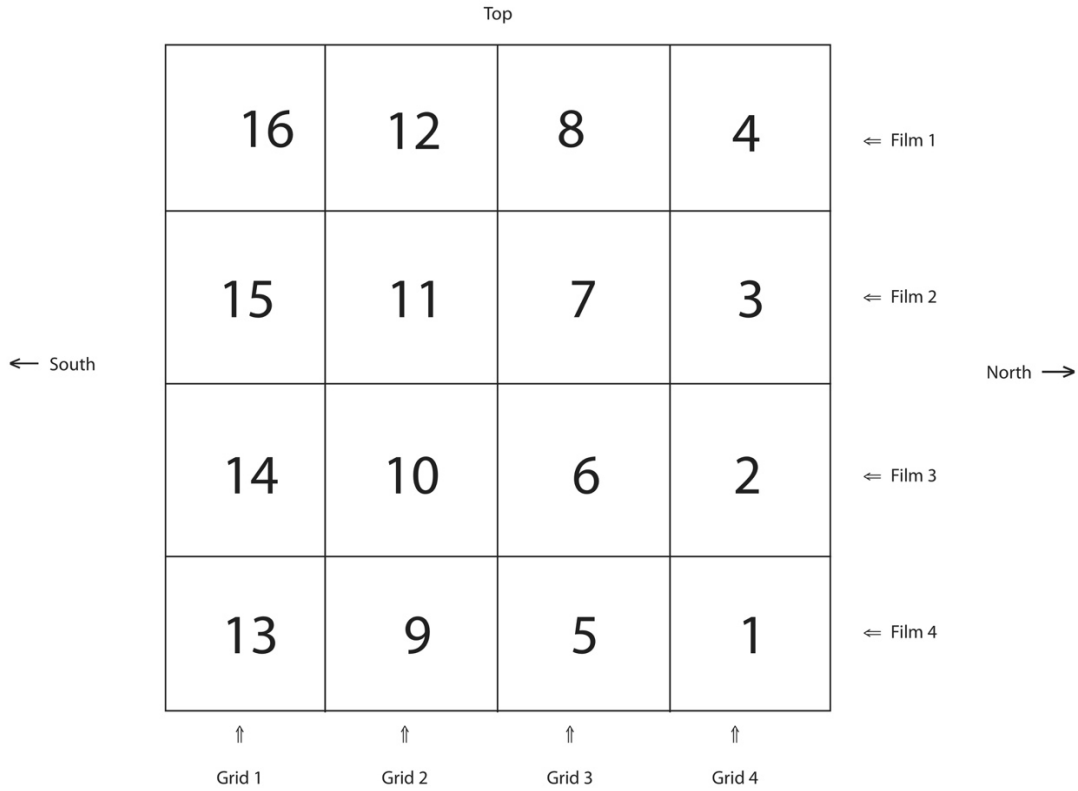 Top
16 12 8 4
⇐ Film 1
15 11 7 3
⇐ Film 2
← South
North →
14 10 6 2
⇐ Film 3
13 9 5 1
⇐ Film 4
⇑ ⇑ ⇑ ⇑
Grid 1 Grid 2 Grid 3 Grid 4